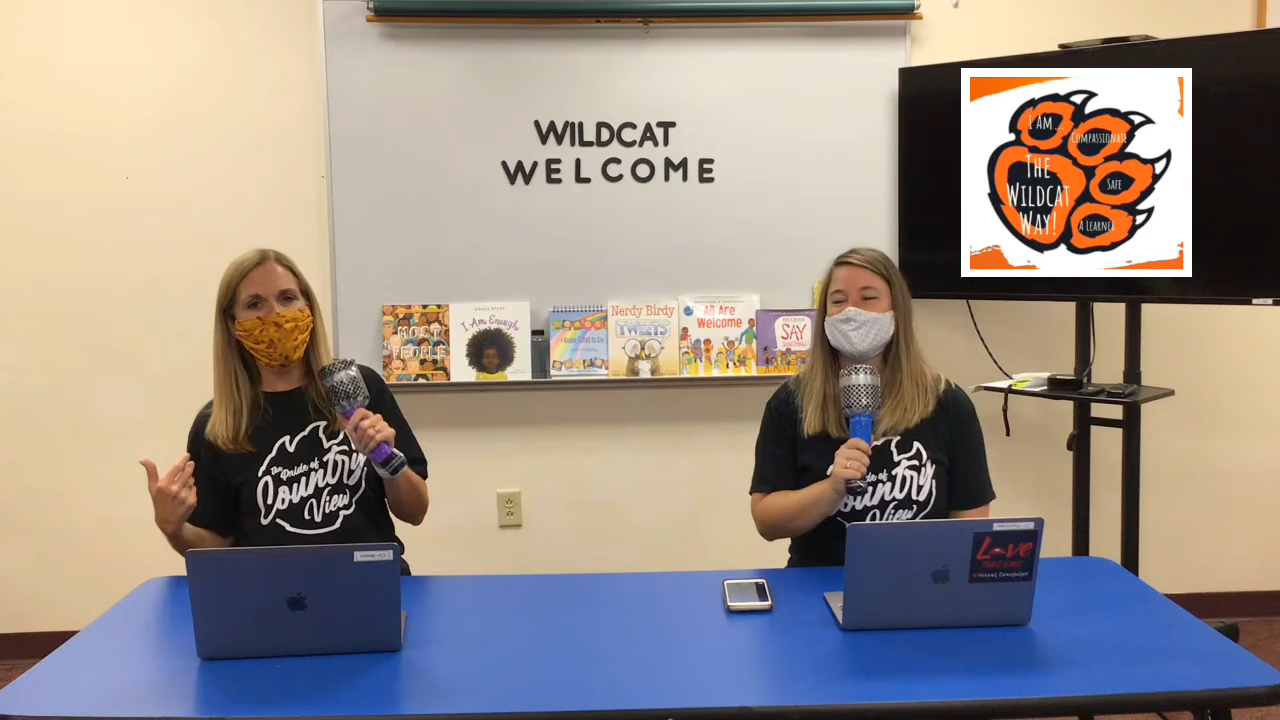 WILDCAT
WELCOME
I AM...
COMPASSIONATE
SAFE
A LEARNER
THE
WILDCAT
WAY!
MOST
PEOPLE
I Am Enough
Nerdy Birdy
TWEETS
All Are
Welcome
SAY
The
Pride of
Country
View
Pride of
Country
View
Love